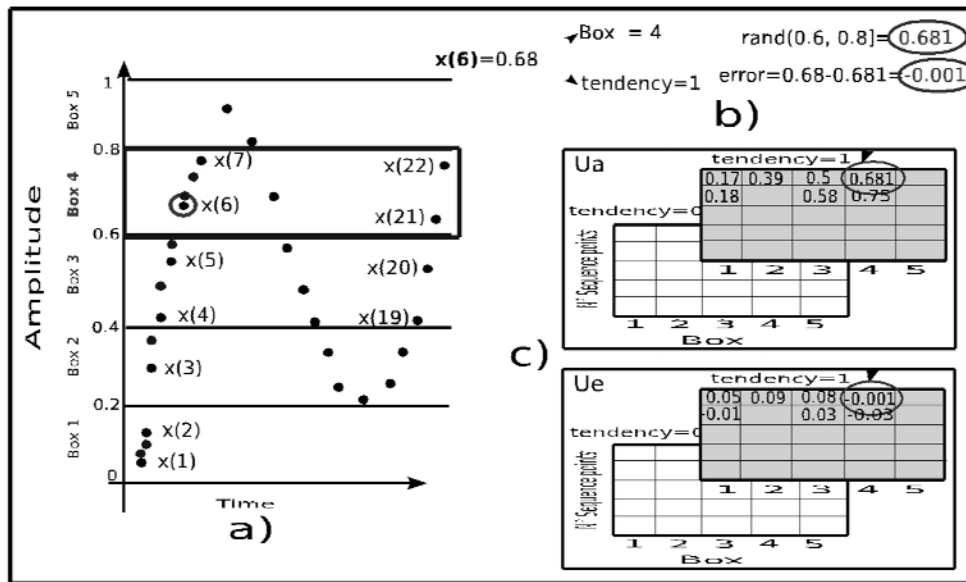 x(6)=0.68
1
0.8
0.6
0.4
0.2
0
Box 5
Box 4
Box 3
Box 2
Box 1
Amplitude
x(7)
x(6)
x(5)
x(4)
x(3)
x(2)
x(1)
x(22)
x(21)
x(20)
x(19)
Time
a)
Box = 4
rand(0.6, 0.8]=0.681
tendency=1
error=0.68-0.681=-0.001
b)
c)
Ua
tendency=1
0.17 0.39 0.5 0.681
0.18 0.58 0.75
tendency=0
N° Sequence points
1 2 3 4 5
1 2 3 4 5
Box
Ue
tendency=1
0.05 0.09 0.08 -0.001
-0.01 0.03 -0.03
tendency=0
N° Sequence points
1 2 3 4 5
1 2 3 4 5
Box